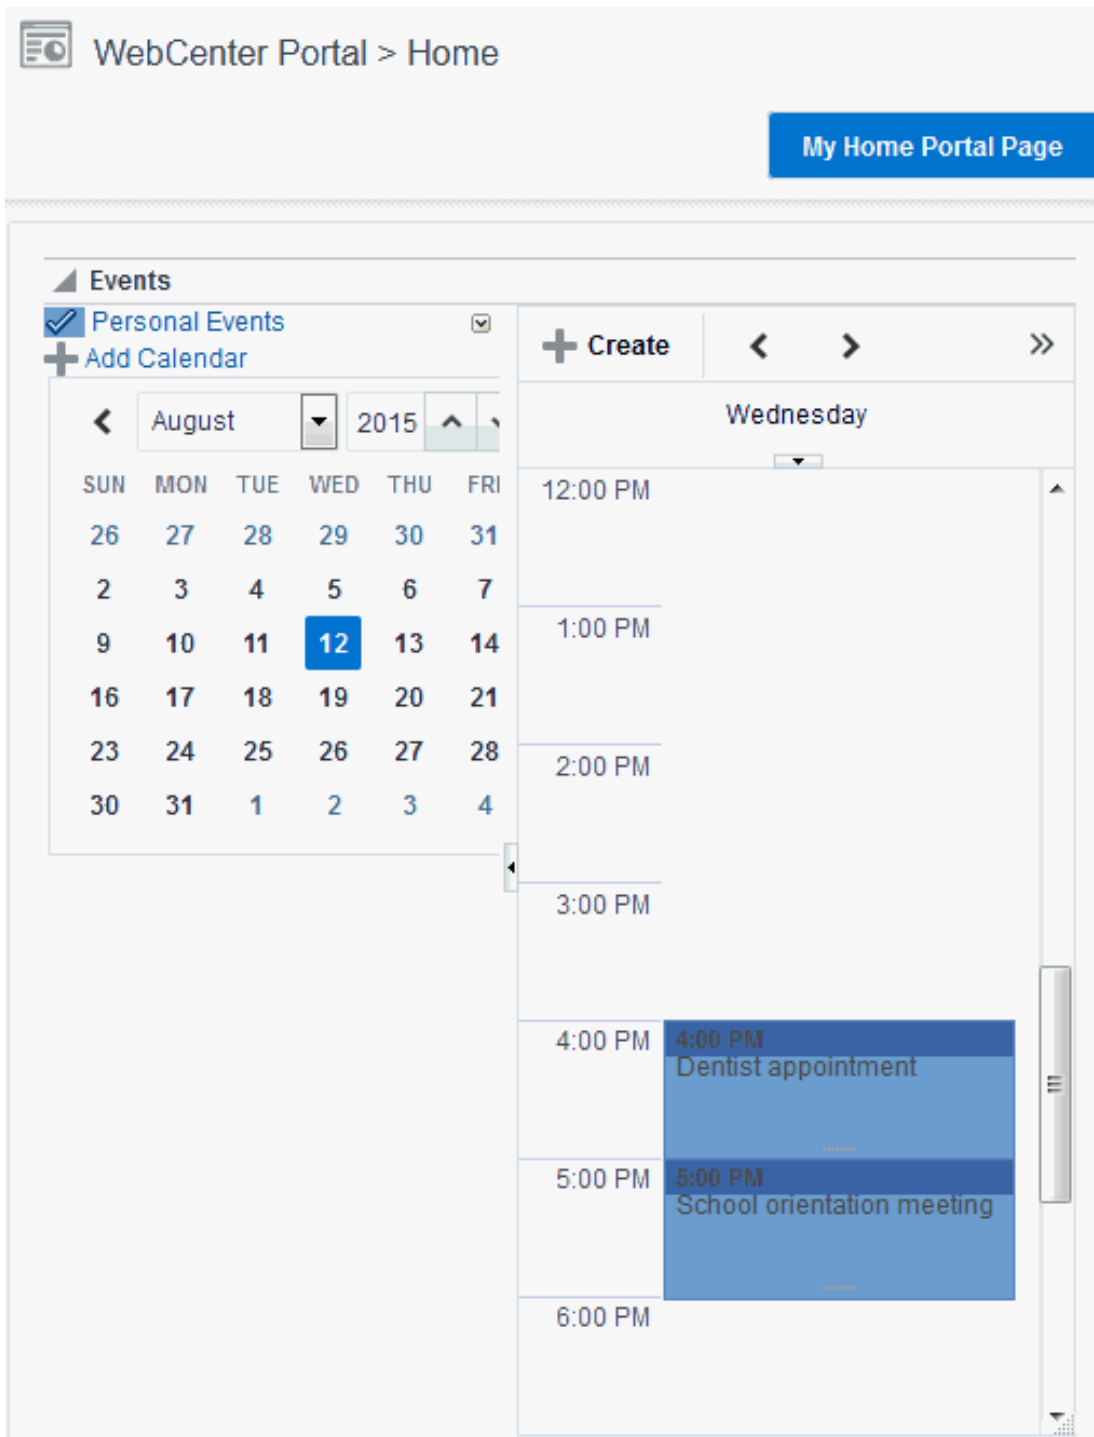 WebCenter Portal > Home
My Home Portal Page
Events
Personal Events
Add Calendar
August 2015
SUN MON TUE WED THU FRI
26 27 28 29 30 31
2 3 4 5 6 7
9 10 11 12 13 14
16 17 18 19 20 21
23 24 25 26 27 28
30 31 1 2 3 4
Create
Wednesday
12:00 PM
1:00 PM
2:00 PM
3:00 PM
4:00 PM 4:00 PM
Dentist appointment
5:00 PM 5:00 PM
School orientation meeting
6:00 PM